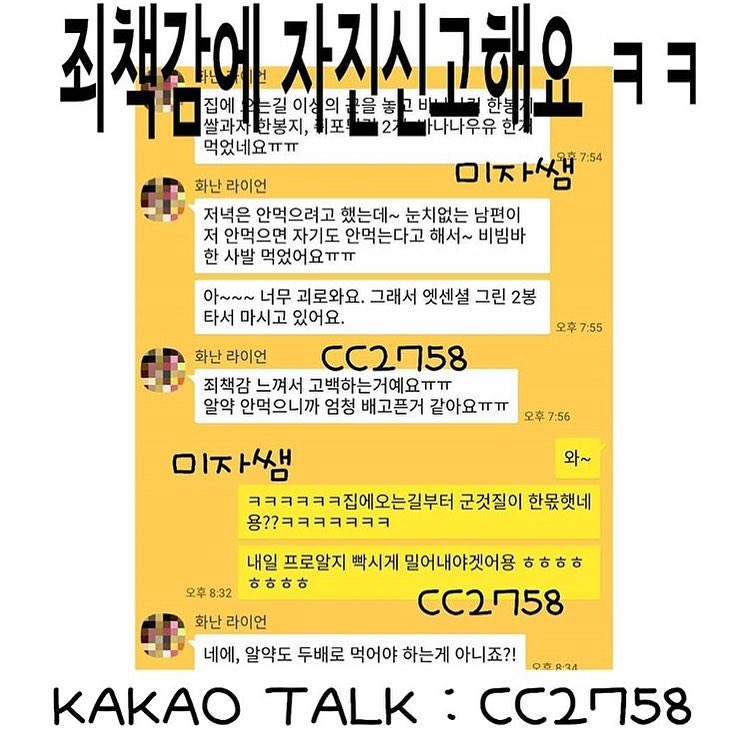 죄책감에 자진신고해요 ㅋㅋ
화난 라이언
집에 오는길 이성의 끈을 놓고 한봉지
쌀과자 한봉지, 2개 바나나우유 한개
먹었네요ㅠㅠ
오후 7:54
미자쌤
화난 라이언
저녁은 안먹으려고 했는데~ 눈치없는 남편이
저 안먹으면 자기도 안먹는다고 해서~ 비빔바
한 사발 먹었어요ㅠㅠ
아~~~ 너무 괴로와요. 그래서 엣센셜 그린 2봉
타서 마시고 있어요.
오후 7:55
CC2758
화난 라이언
죄책감 느껴서 고백하는거예요ㅠㅠ
알약 안먹으니까 엄청 배고픈거 같아요ㅠㅠ
오후 7:56
와~
미자쌤
ㅋㅋㅋㅋㅋㅋ집에오는길부터 군것질이 한몫햇네
용??ㅋㅋㅋㅋㅋㅋㅋ
내일 프로알지 빡시게 밀어내야겟어용 ㅎㅎㅎㅎ
ㅎㅎㅎㅎ
오후 8:32
CC2758
화난 라이언
네에, 알약도 두배로 먹어야 하는게 아니죠?!
오후 8:34
KAKAO TALK : CC2758